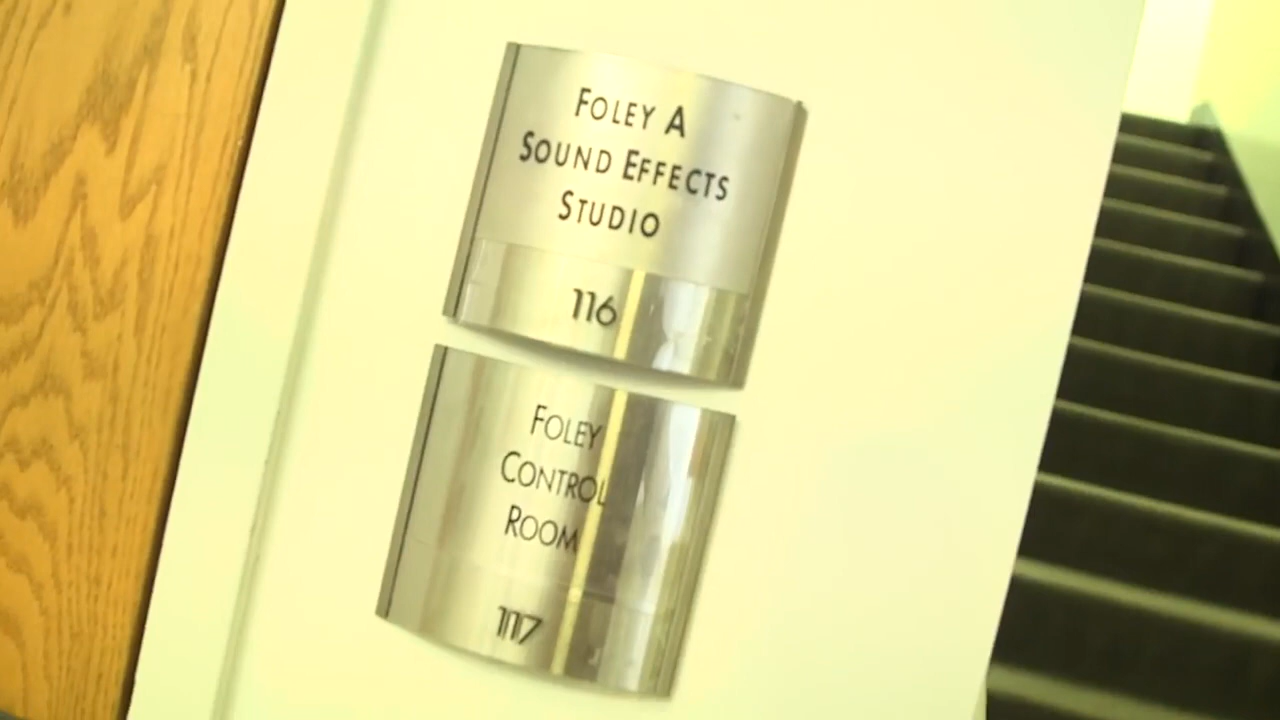 FOLEY A
SOUND EFFECTS
STUDIO
116
FOLEY
CONTROL
ROOM
117